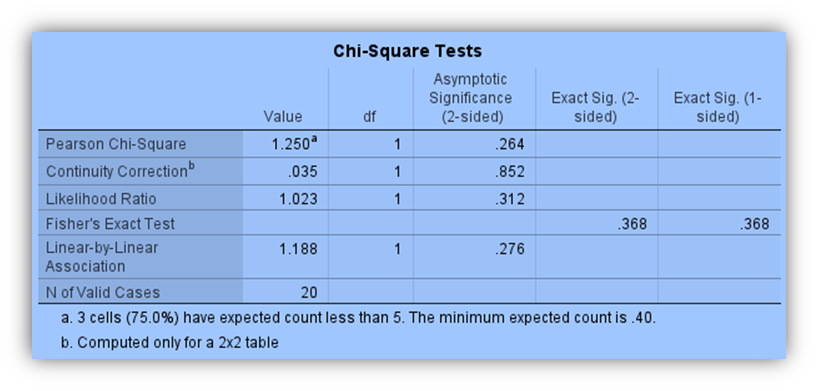 Chi-Square Tests
Value df Asymptotic Significance (2-sided) Exact Sig. (2-sided) Exact Sig. (1-sided)
Pearson Chi-Square 1.250a 1 .264
Continuity Correctionb .035 1 .852
Likelihood Ratio 1.023 1 .312
Fisher's Exact Test .368 .368
Linear-by-Linear Association 1.188 1 .276
N of Valid Cases 20
a. 3 cells (75.0%) have expected count less than 5. The minimum expected count is .40.
b. Computed only for a 2x2 table